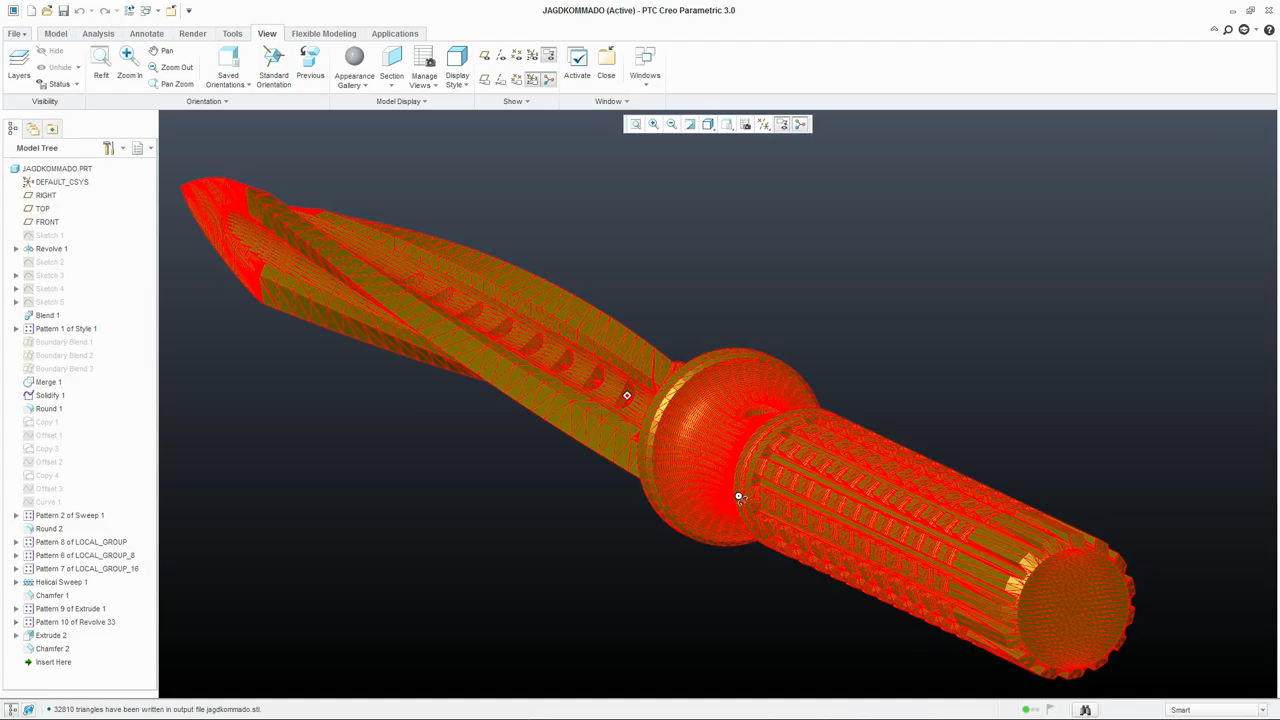 JAGDKOMMADO (Active) - PTC Creo Parametric 3.0
File Model Analysis Annotate Render Tools View Flexible Modeling Applications
Layers
Hide
Unhide
Status
Visibility
Refit
Zoom In
Pan
Zoom Out
Pan Zoom
Saved
Orientations
Standard
Orientation
Previous
Orientation
Appearance
Gallery
Section
Manage
Views
Display
Style
Model Display
Show
Activate
Close
Windows
Window
Model Tree
JAGDKOMMADO.PRT
DEFAULT_CSYS
RIGHT
TOP
FRONT
Sketch 1
Revolve 1
Sketch 2
Sketch 3
Sketch 4
Sketch 5
Blend 1
Pattern 1 of Style 1
Boundary Blend 1
Boundary Blend 2
Boundary Blend 3
Merge 1
Solidify 1
Round 1
Copy 1
Offset 1
Copy 3
Offset 2
Copy 4
Offset 3
Curve 1
Pattern 2 of Sweep 1
Round 2
Pattern 8 of LOCAL_GROUP
Pattern 6 of LOCAL_GROUP_8
Pattern 7 of LOCAL_GROUP_16
Helical Sweep 1
Chamfer 1
Pattern 9 of Extrude 1
Pattern 10 of Revolve 33
Extrude 2
Chamfer 2
Insert Here
• 32810 triangles have been written in output file jagdkommado.stl.
Smart